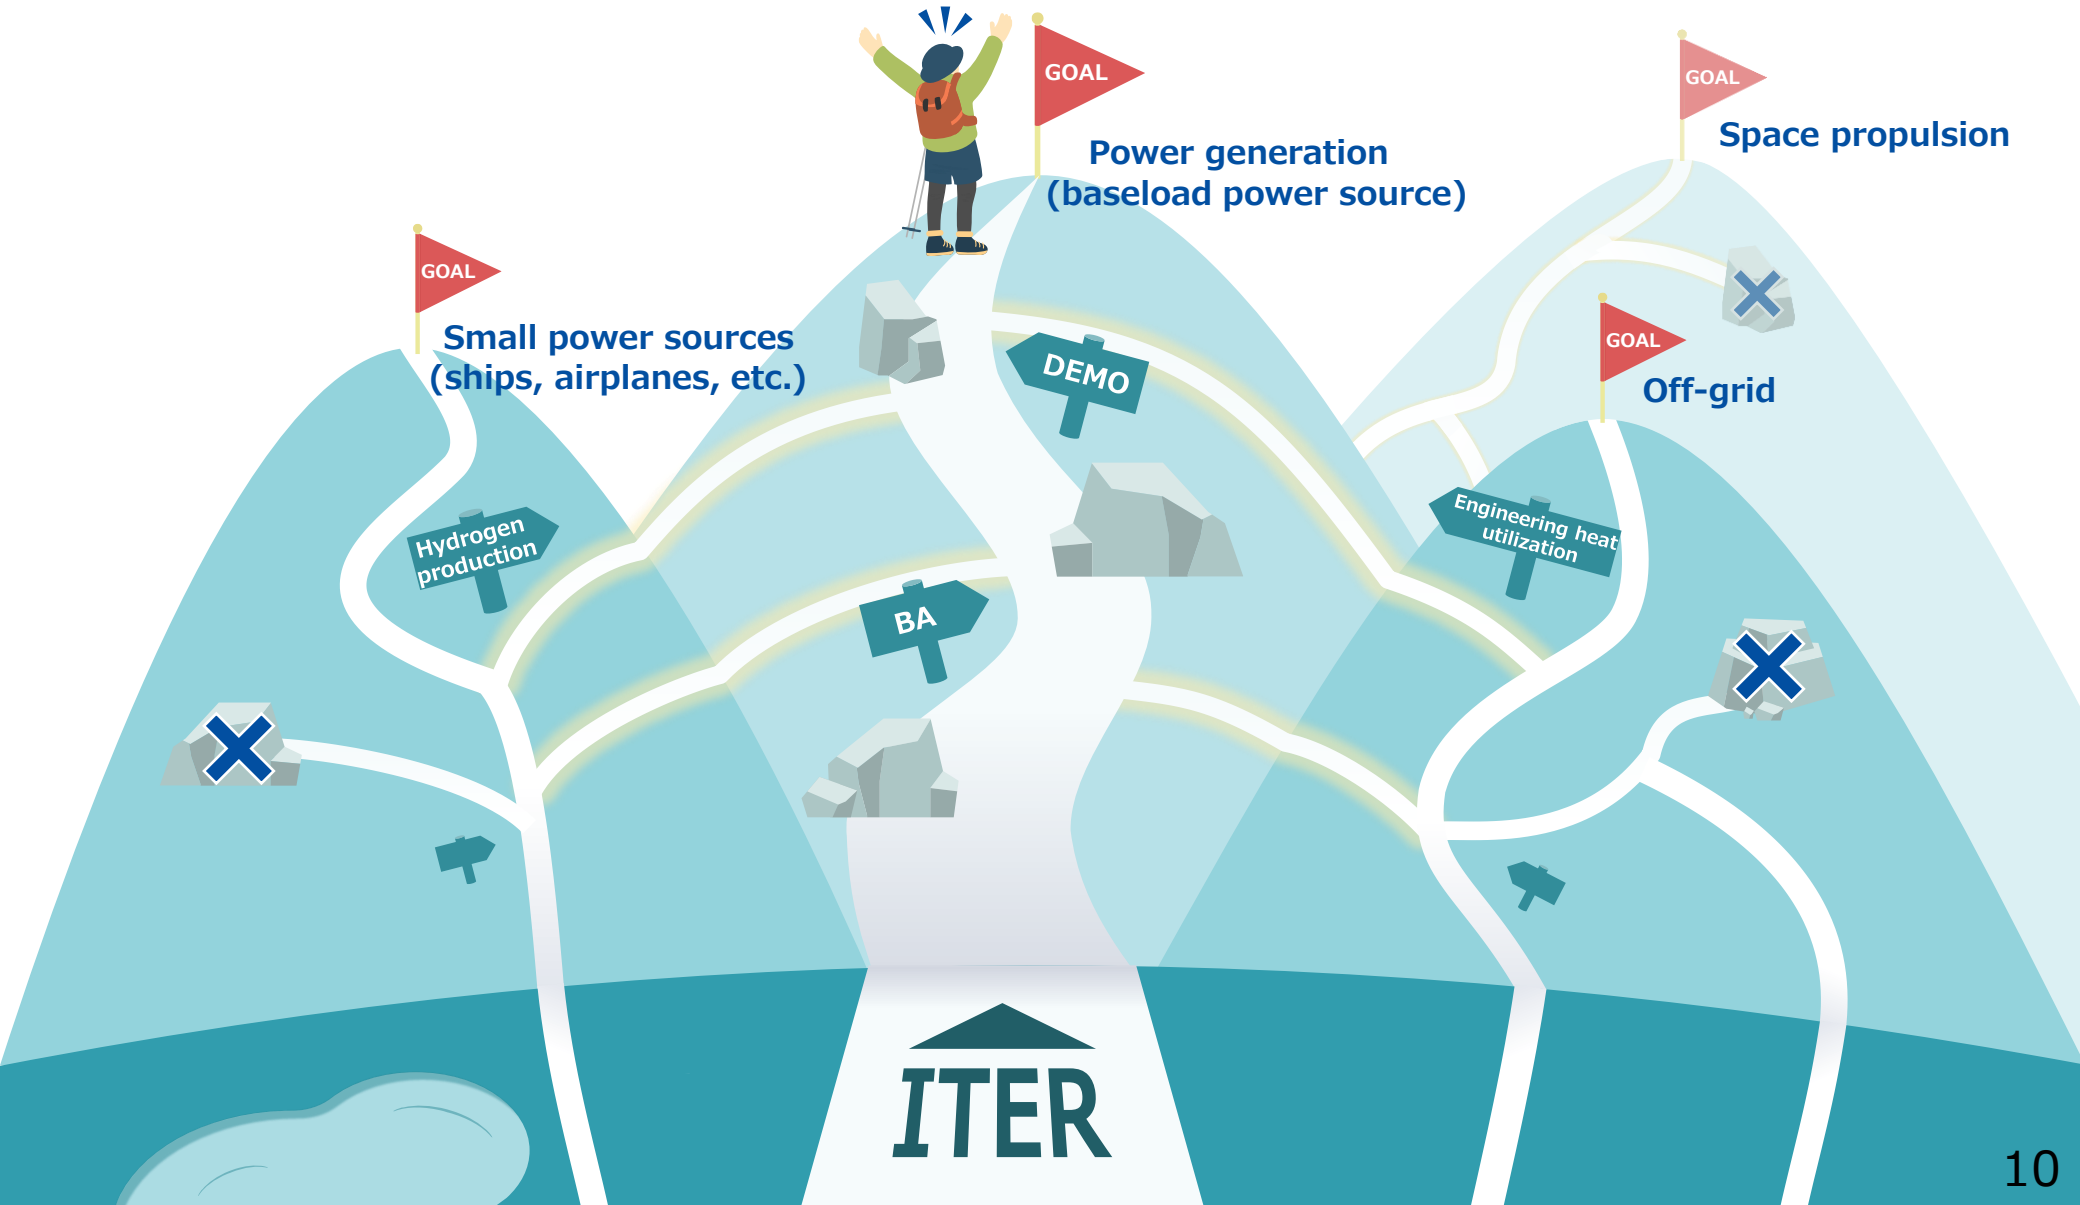 GOAL
Power generation
(baseload power source)
GOAL
Space propulsion
GOAL
Small power sources
(ships, airplanes, etc.)
GOAL
Off-grid
DEMO
Hydrogen
production
Engineering heat
utilization
BA
ITER
10